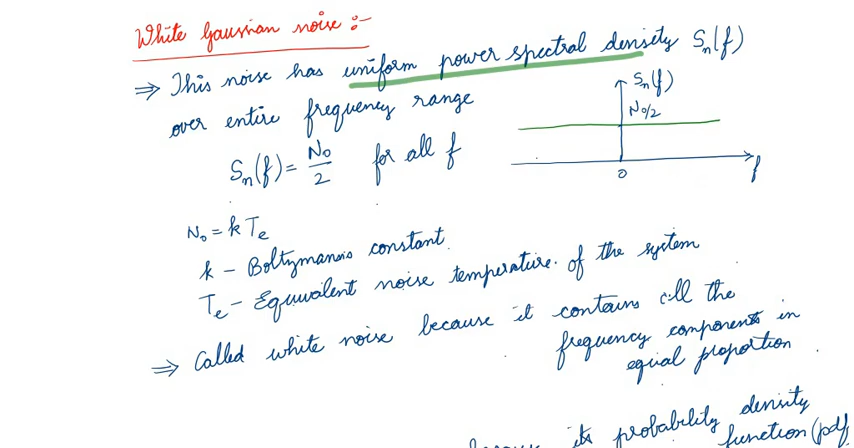 White Gaussian noise :-
⇒ This noise has uniform power spectral density Sn(f)
over entire frequency range
Sn(f) = N0/2 for all f
Sn(f)
N0/2
0
f
N0 = k Te
k - Boltzmann's constant.
Te - Equivalent noise temperature. of the system
⇒ Called white noise because it contains all the
frequency components in
equal proportion
because its probability density
function (pdf